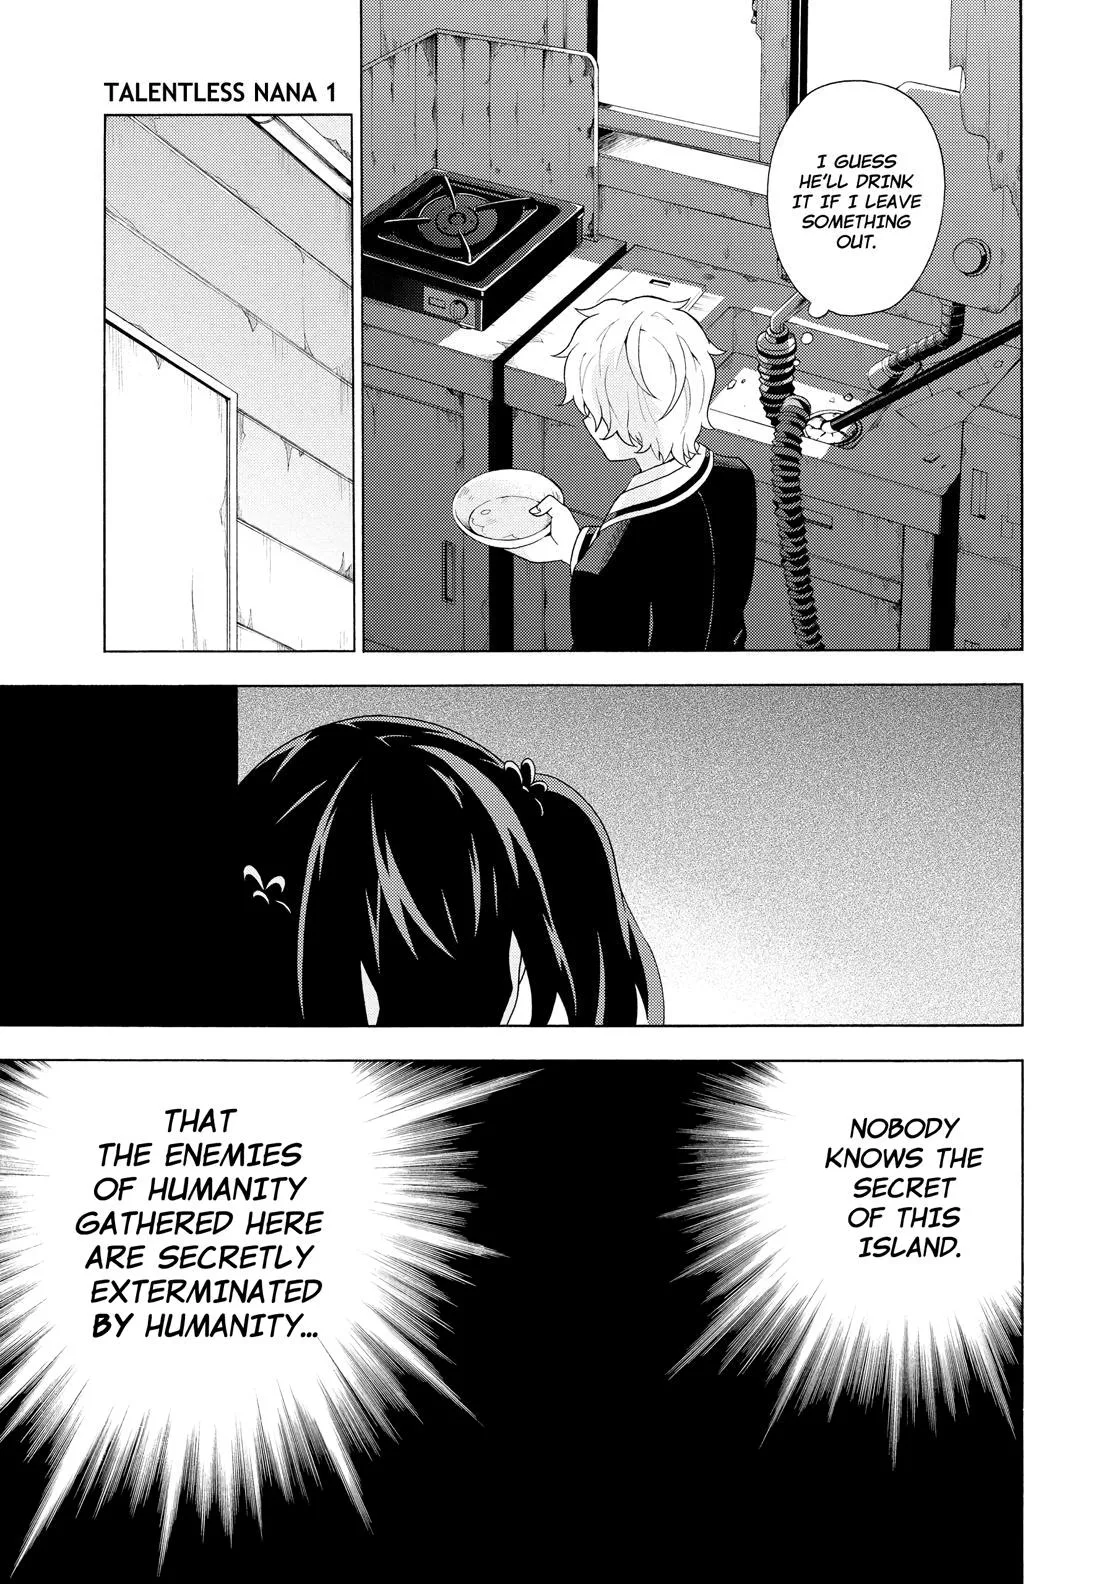 TALENTLESS NANA 1
I GUESS
HE'LL DRINK
IT IF I LEAVE
SOMETHING
OUT.
NOBODY
KNOWS THE
SECRET
OF THIS
ISLAND.
THAT
THE ENEMIES
OF HUMANITY
GATHERED HERE
ARE SECRETLY
EXTERMINATED
BY HUMANITY...